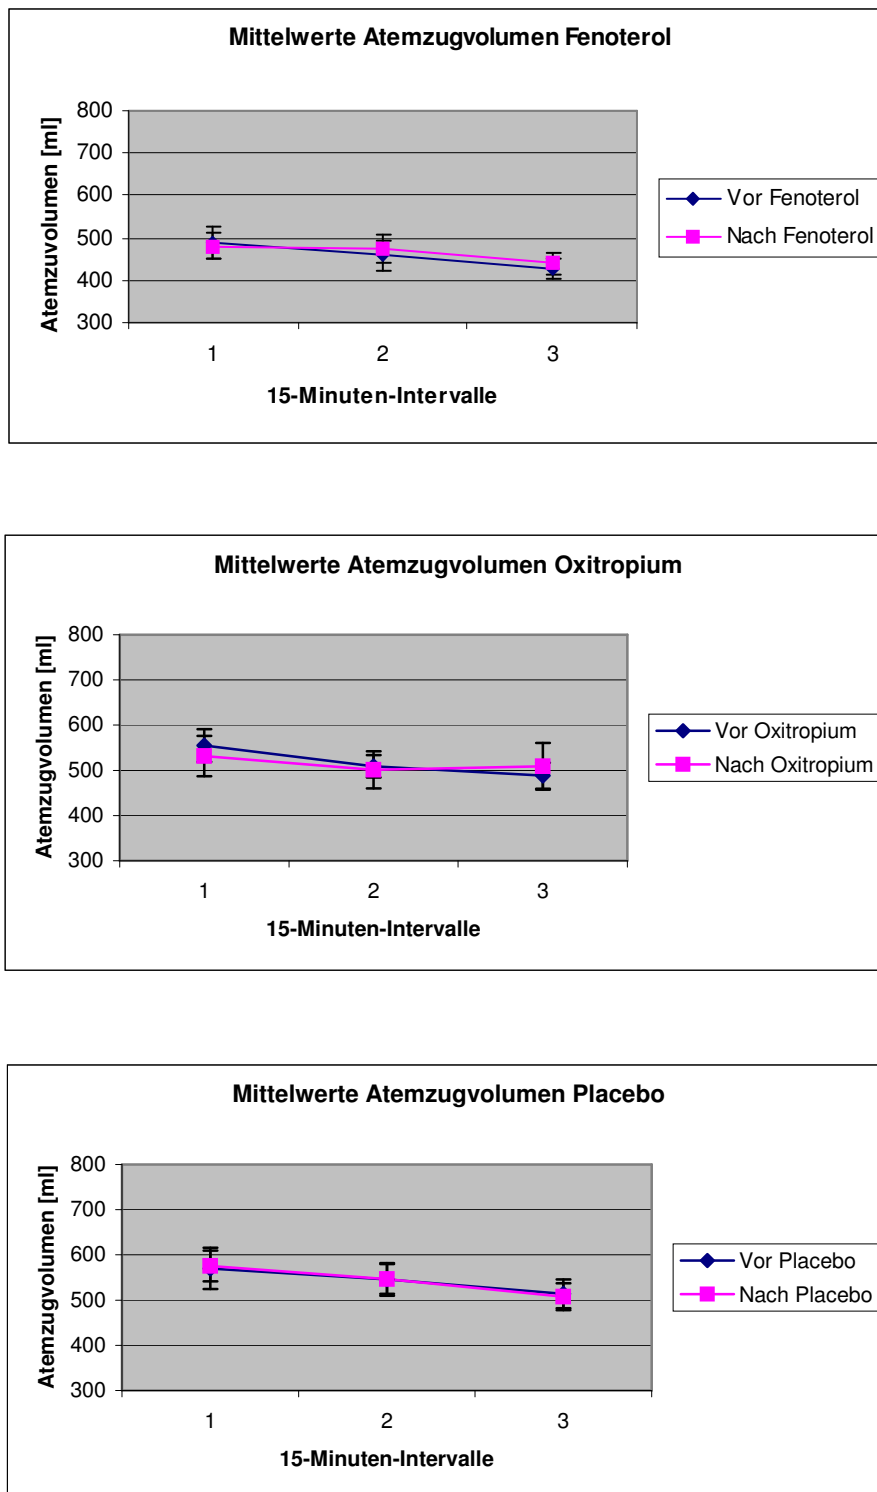 Mittelwerte Atemzugvolumen Fenoterol
Atemzuvolumen [ml]
800
700
600
500
400
300
1 2 3
15-Minuten-Intervalle
Vor Fenoterol
Nach Fenoterol
Mittelwerte Atemzugvolumen Oxitropium
Atemzugvolumen [ml]
800
700
600
500
400
300
1 2 3
15-Minuten-Intervalle
Vor Oxitropium
Nach Oxitropium
Mittelwerte Atemzugvolumen Placebo
Atemzugvolumen [ml]
800
700
600
500
400
300
1 2 3
15-Minuten-Intervalle
Vor Placebo
Nach Placebo